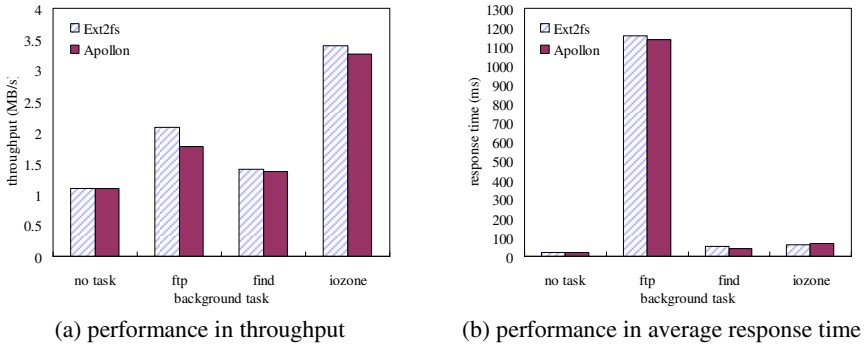 4
3.5
3
2.5
2
1.5
1
0.5
0
throughput (MB/s)
Ext2fs
Apollon
no task
ftp
find
iozone
background task
(a) performance in throughput
1300
1200
1100
1000
900
800
700
600
500
400
300
200
100
0
response time (ms)
Ext2fs
Apollon
no task
ftp
find
iozone
background task
(b) performance in average response time